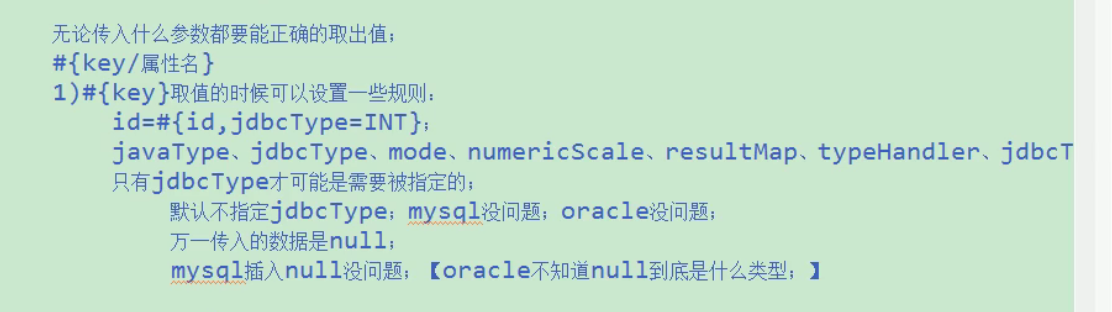 无论传入什么参数都要能正确的取出值；
#{key/属性名}
1)#{key}取值的时候可以设置一些规则：
id=#{id,jdbcType=INT};
javaType、jdbcType、mode、numericScale、resultMap、typeHandler、jdbcT
只有jdbcType才可能是需要被指定的；
默认不指定jdbcType；mysql没问题；oracle没问题；
万一传入的数据是null；
mysql插入null没问题；【oracle不知道null到底是什么类型；】